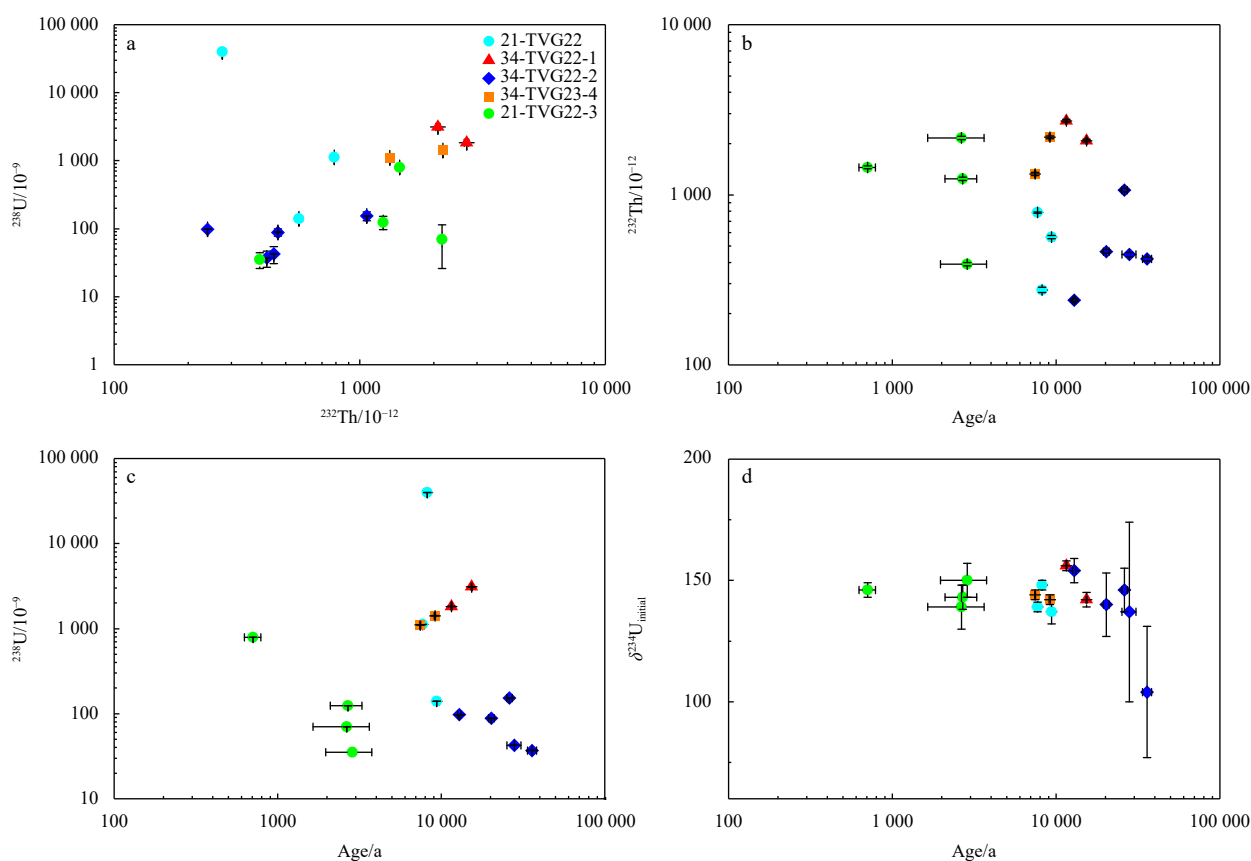 100 000
10 000
1 000
100
10
1
a
21-TVG22
34-TVG22-1
34-TVG22-2
34-TVG23-4
21-TVG22-3
²³⁸U/10⁻⁹
100
1 000
10 000
²³²Th/10⁻¹²
10 000
1 000
100
b
²³²Th/10⁻¹²
100
1 000
10 000
100 000
Age/a
100 000
10 000
1 000
100
10
c
²³⁸U/10⁻⁹
100
1000
10 000
100 000
Age/a
200
150
100
d
δ²³⁴Uinitial
100
1 000
10 000
100 000
Age/a